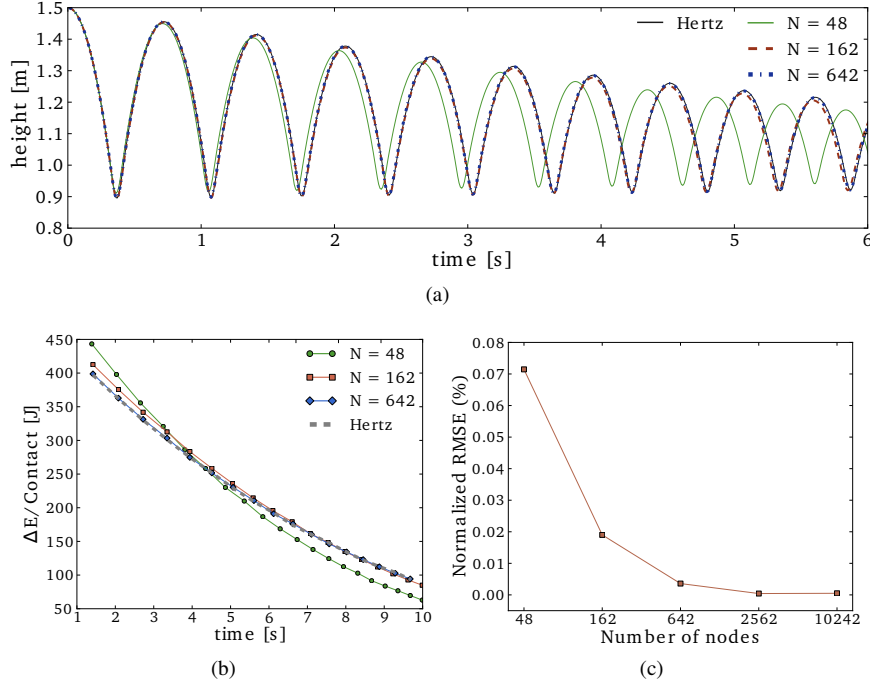 1.5
1.4
1.3
1.2
1.1
1.0
0.9
0.8
height [m]
Hertz
N = 48
N = 162
N = 642
0 1 2 3 4 5 6
time [s]
(a)
450
400
350
300
250
200
150
100
50
ΔE/Contact [J]
N = 48
N = 162
N = 642
Hertz
1 2 3 4 5 6 7 8 9 10
time [s]
(b)
0.08
0.07
0.06
0.05
0.04
0.03
0.02
0.01
0.00
Normalized RMSE (%)
48 162 642 2562 10242
Number of nodes
(c)